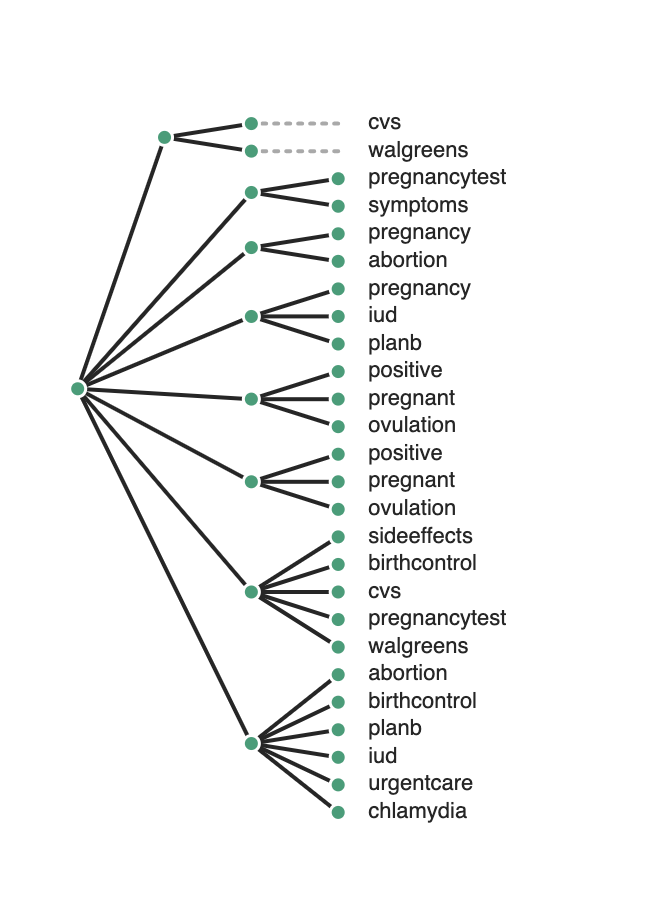 cvs
walgreens
pregnancytest
symptoms
pregnancy
abortion
pregnancy
iud
planb
positive
pregnant
ovulation
positive
pregnant
ovulation
sideeffects
birthcontrol
cvs
pregnancytest
walgreens
abortion
birthcontrol
planb
iud
urgentcare
chlamydia